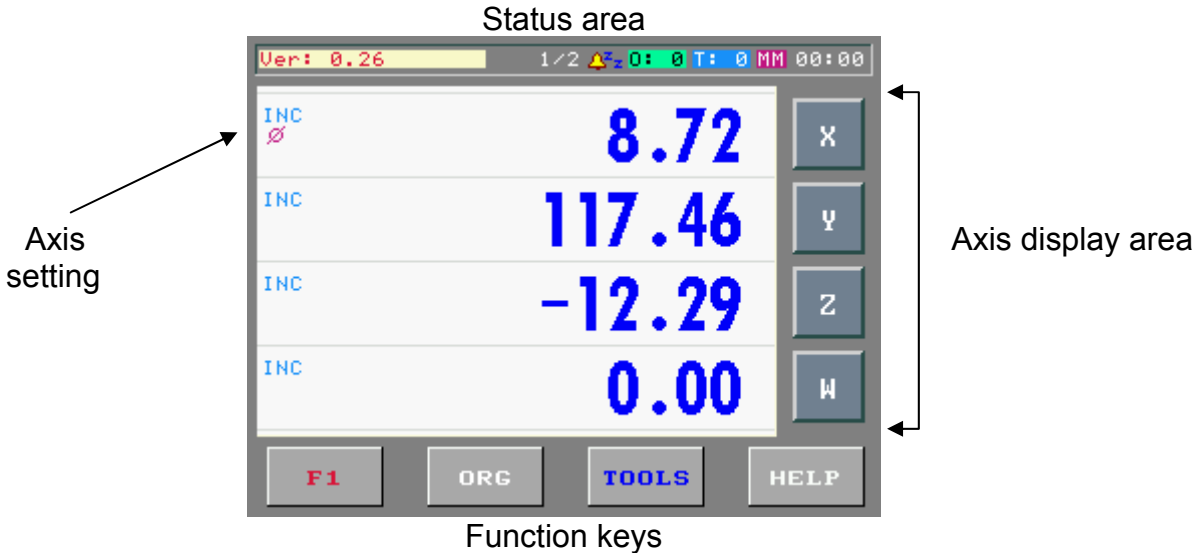 Status area
Ver: 0.26 1/2 zz O: 0 T: 0 MM 00:00
INC 8.72 X
Ø
INC 117.46 Y
Axis setting
Axis display area
INC -12.29 Z
INC 0.00 W
F1 ORG TOOLS HELP
Function keys